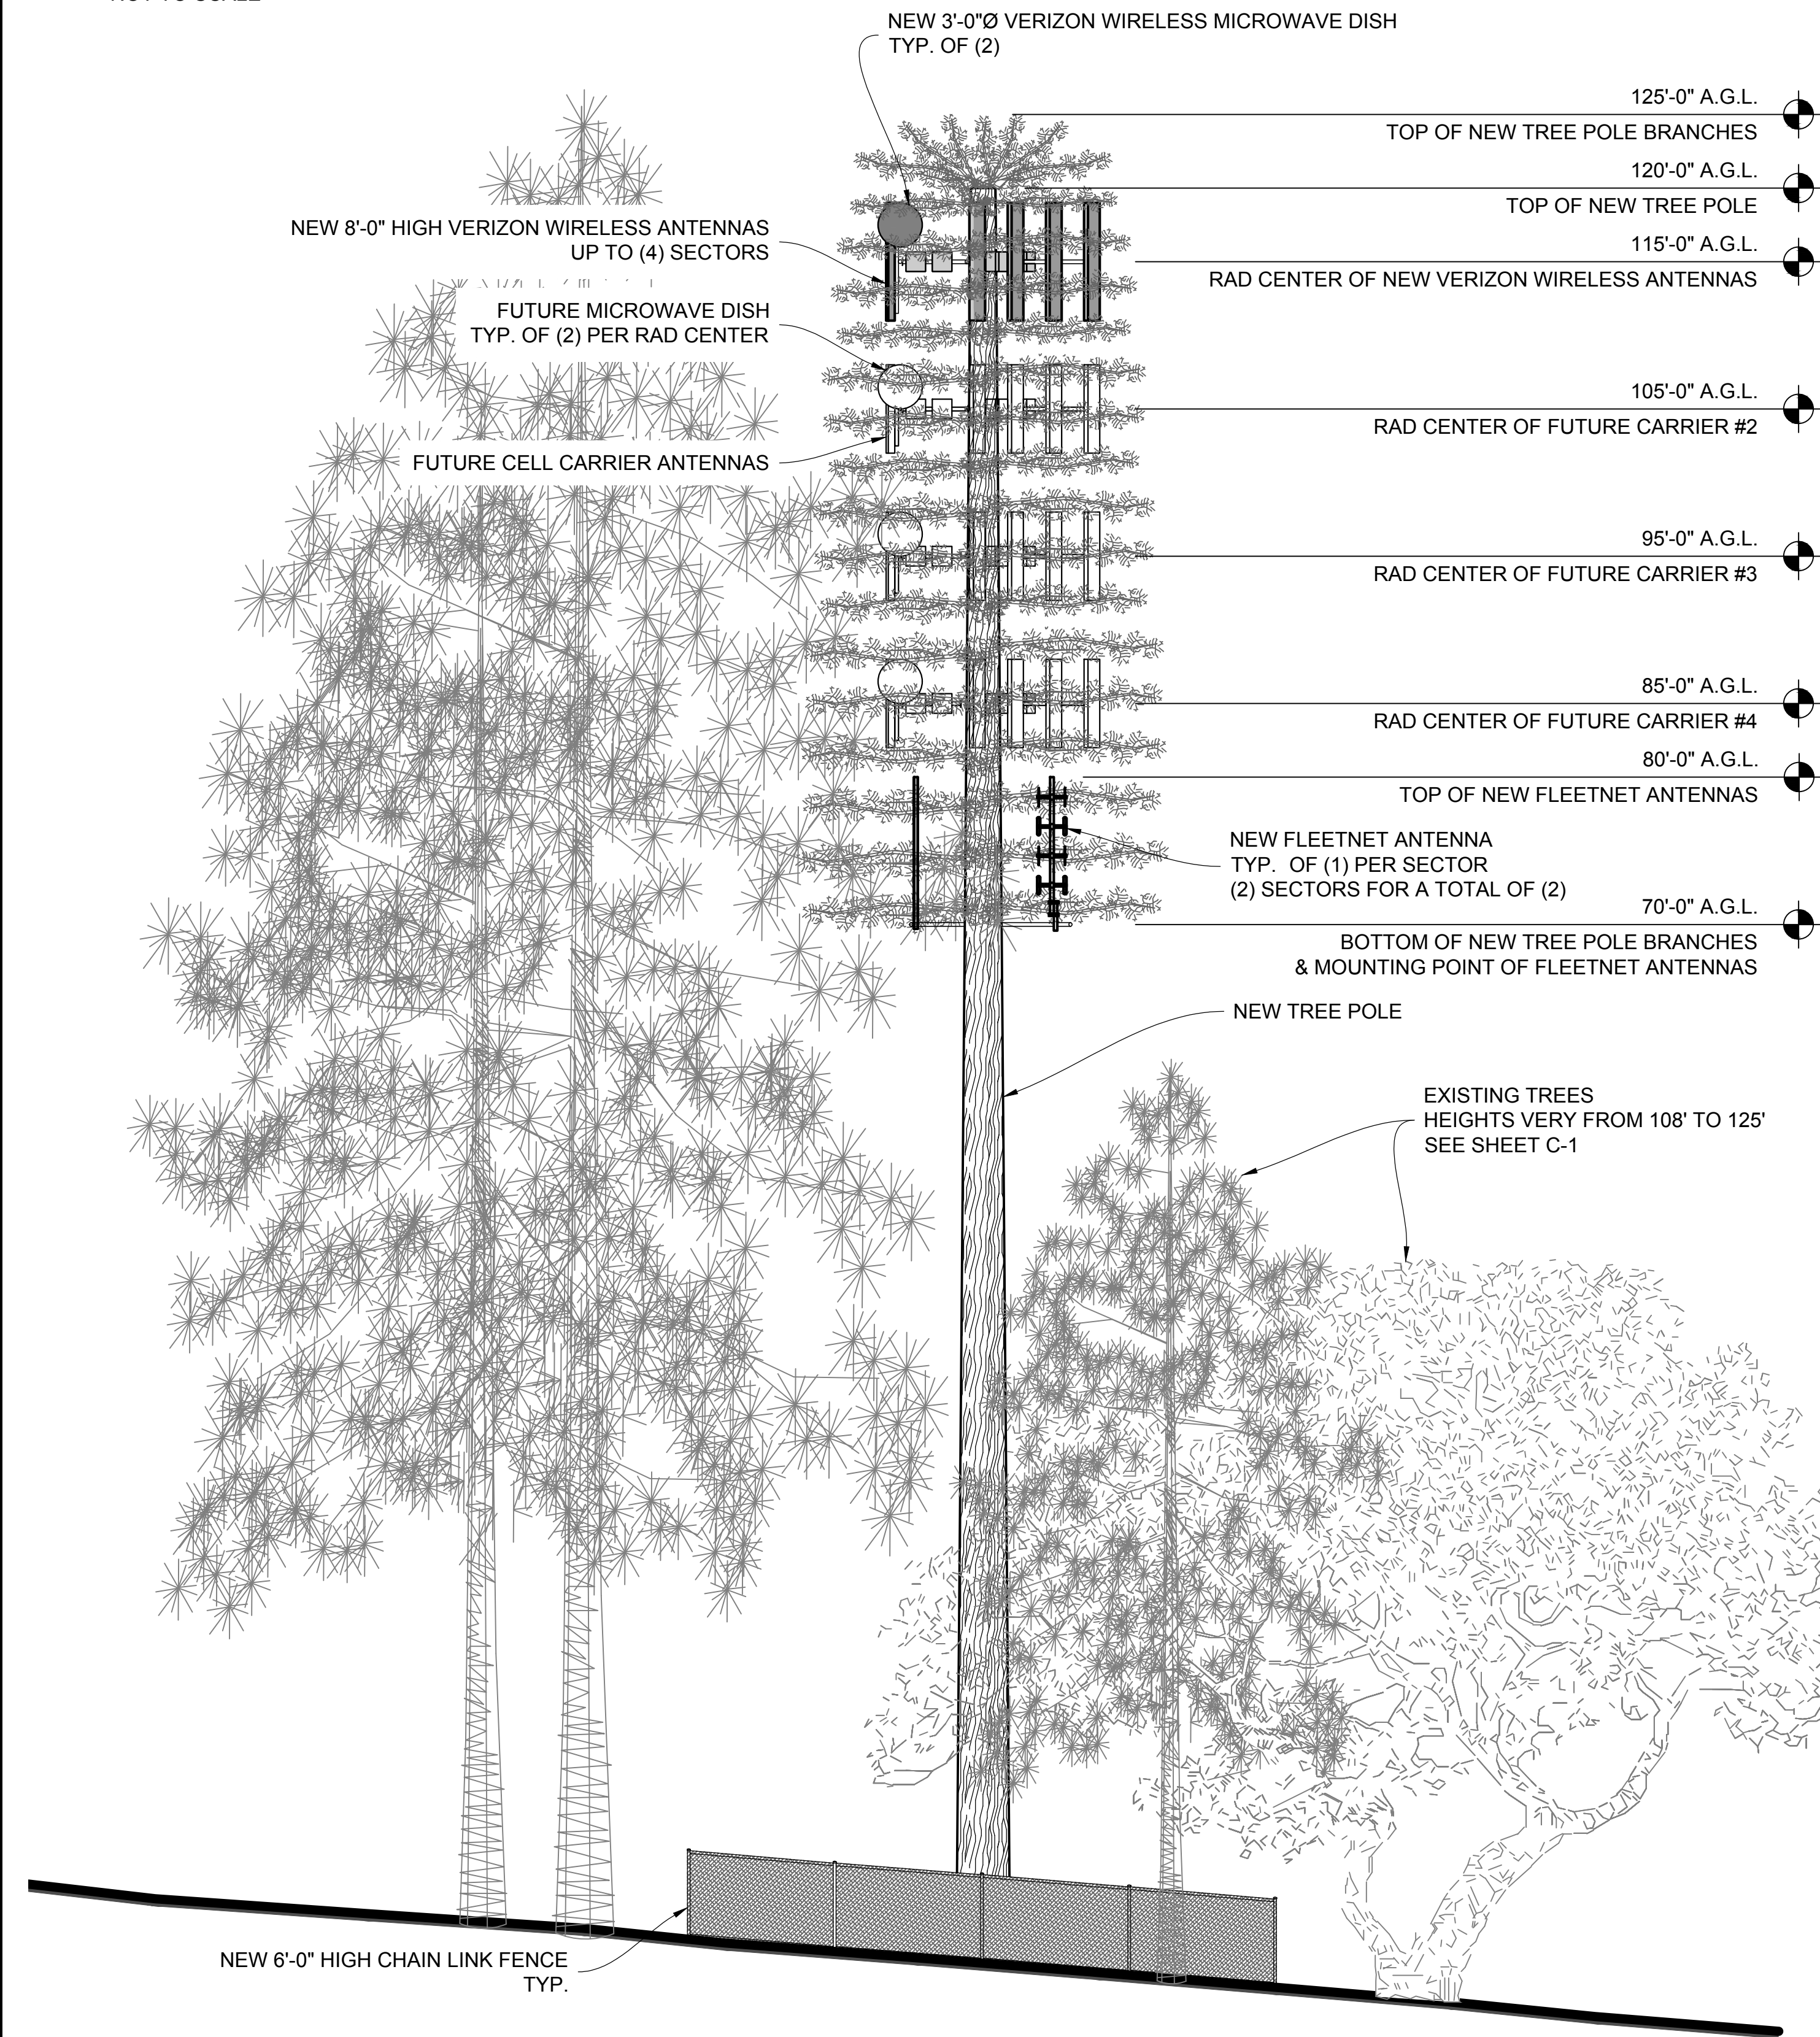 NEW 3'-0"Ø VERIZON WIRELESS MICROWAVE DISH
TYP. OF (2)
125'-0" A.G.L.
TOP OF NEW TREE POLE BRANCHES
120'-0" A.G.L.
TOP OF NEW TREE POLE
NEW 8'-0" HIGH VERIZON WIRELESS ANTENNAS
UP TO (4) SECTORS
115'-0" A.G.L.
RAD CENTER OF NEW VERIZON WIRELESS ANTENNAS
FUTURE MICROWAVE DISH
TYP. OF (2) PER RAD CENTER
105'-0" A.G.L.
RAD CENTER OF FUTURE CARRIER #2
FUTURE CELL CARRIER ANTENNAS
95'-0" A.G.L.
RAD CENTER OF FUTURE CARRIER #3
85'-0" A.G.L.
RAD CENTER OF FUTURE CARRIER #4
80'-0" A.G.L.
TOP OF NEW FLEETNET ANTENNAS
NEW FLEETNET ANTENNA
TYP. OF (1) PER SECTOR
(2) SECTORS FOR A TOTAL OF (2)
70'-0" A.G.L.
BOTTOM OF NEW TREE POLE BRANCHES
& MOUNTING POINT OF FLEETNET ANTENNAS
NEW TREE POLE
EXISTING TREES
HEIGHTS VERY FROM 108' TO 125'
SEE SHEET C-1
NEW 6'-0" HIGH CHAIN LINK FENCE
TYP.